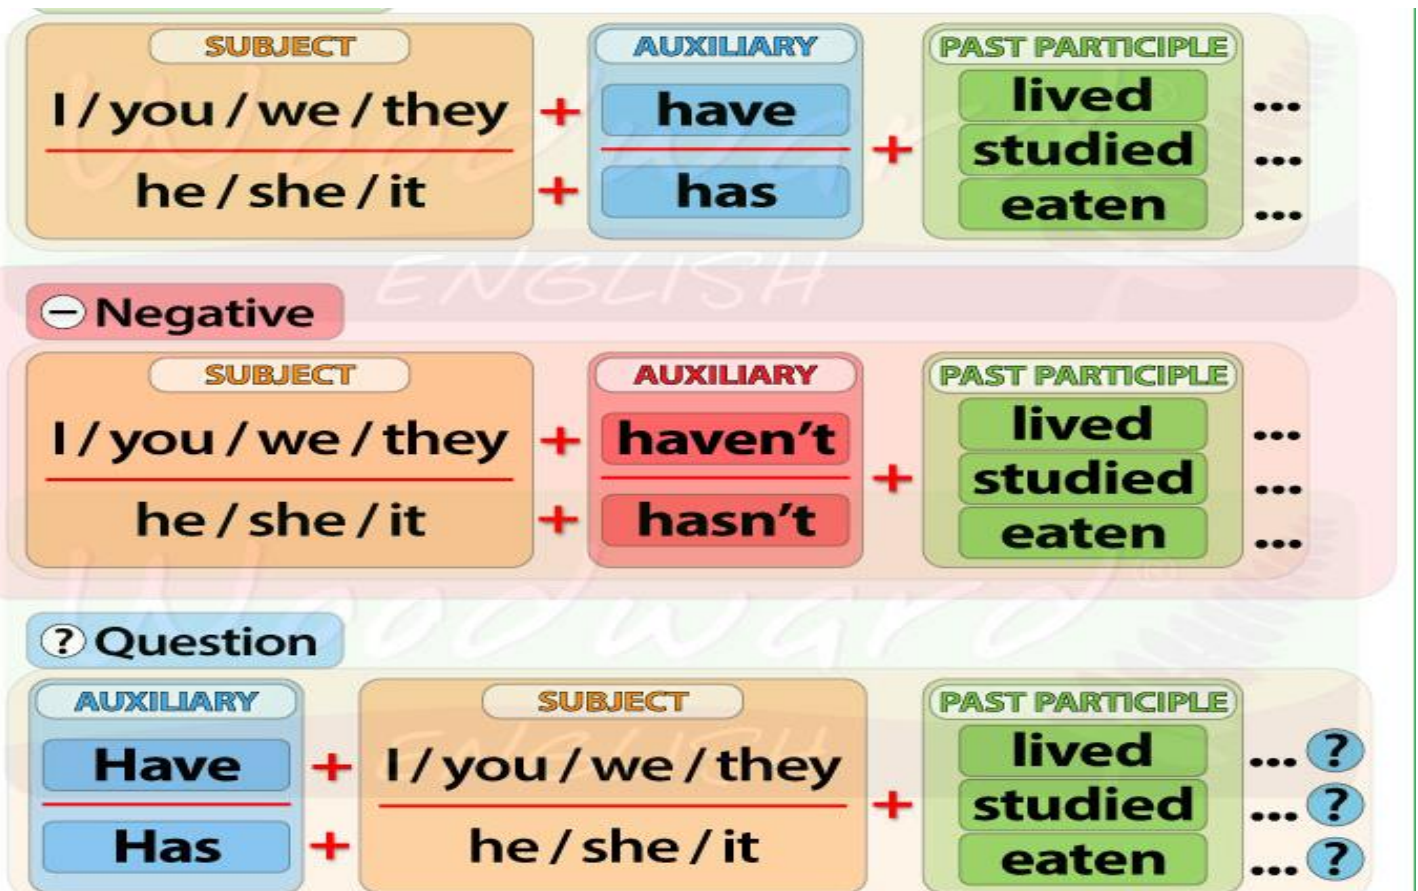 SUBJECT AUXILIARY PAST PARTICIPLE
I / you / we / they + have + lived ...
studied ...
he / she / it + has eaten ...
ENGLISH
− Negative
SUBJECT AUXILIARY PAST PARTICIPLE
I / you / we / they + haven't + lived ...
studied ...
he / she / it + hasn't eaten ...
Woodward ©
? Question
AUXILIARY SUBJECT PAST PARTICIPLE
Have + I / you / we / they + lived ... ?
studied ... ?
Has + he / she / it eaten ... ?